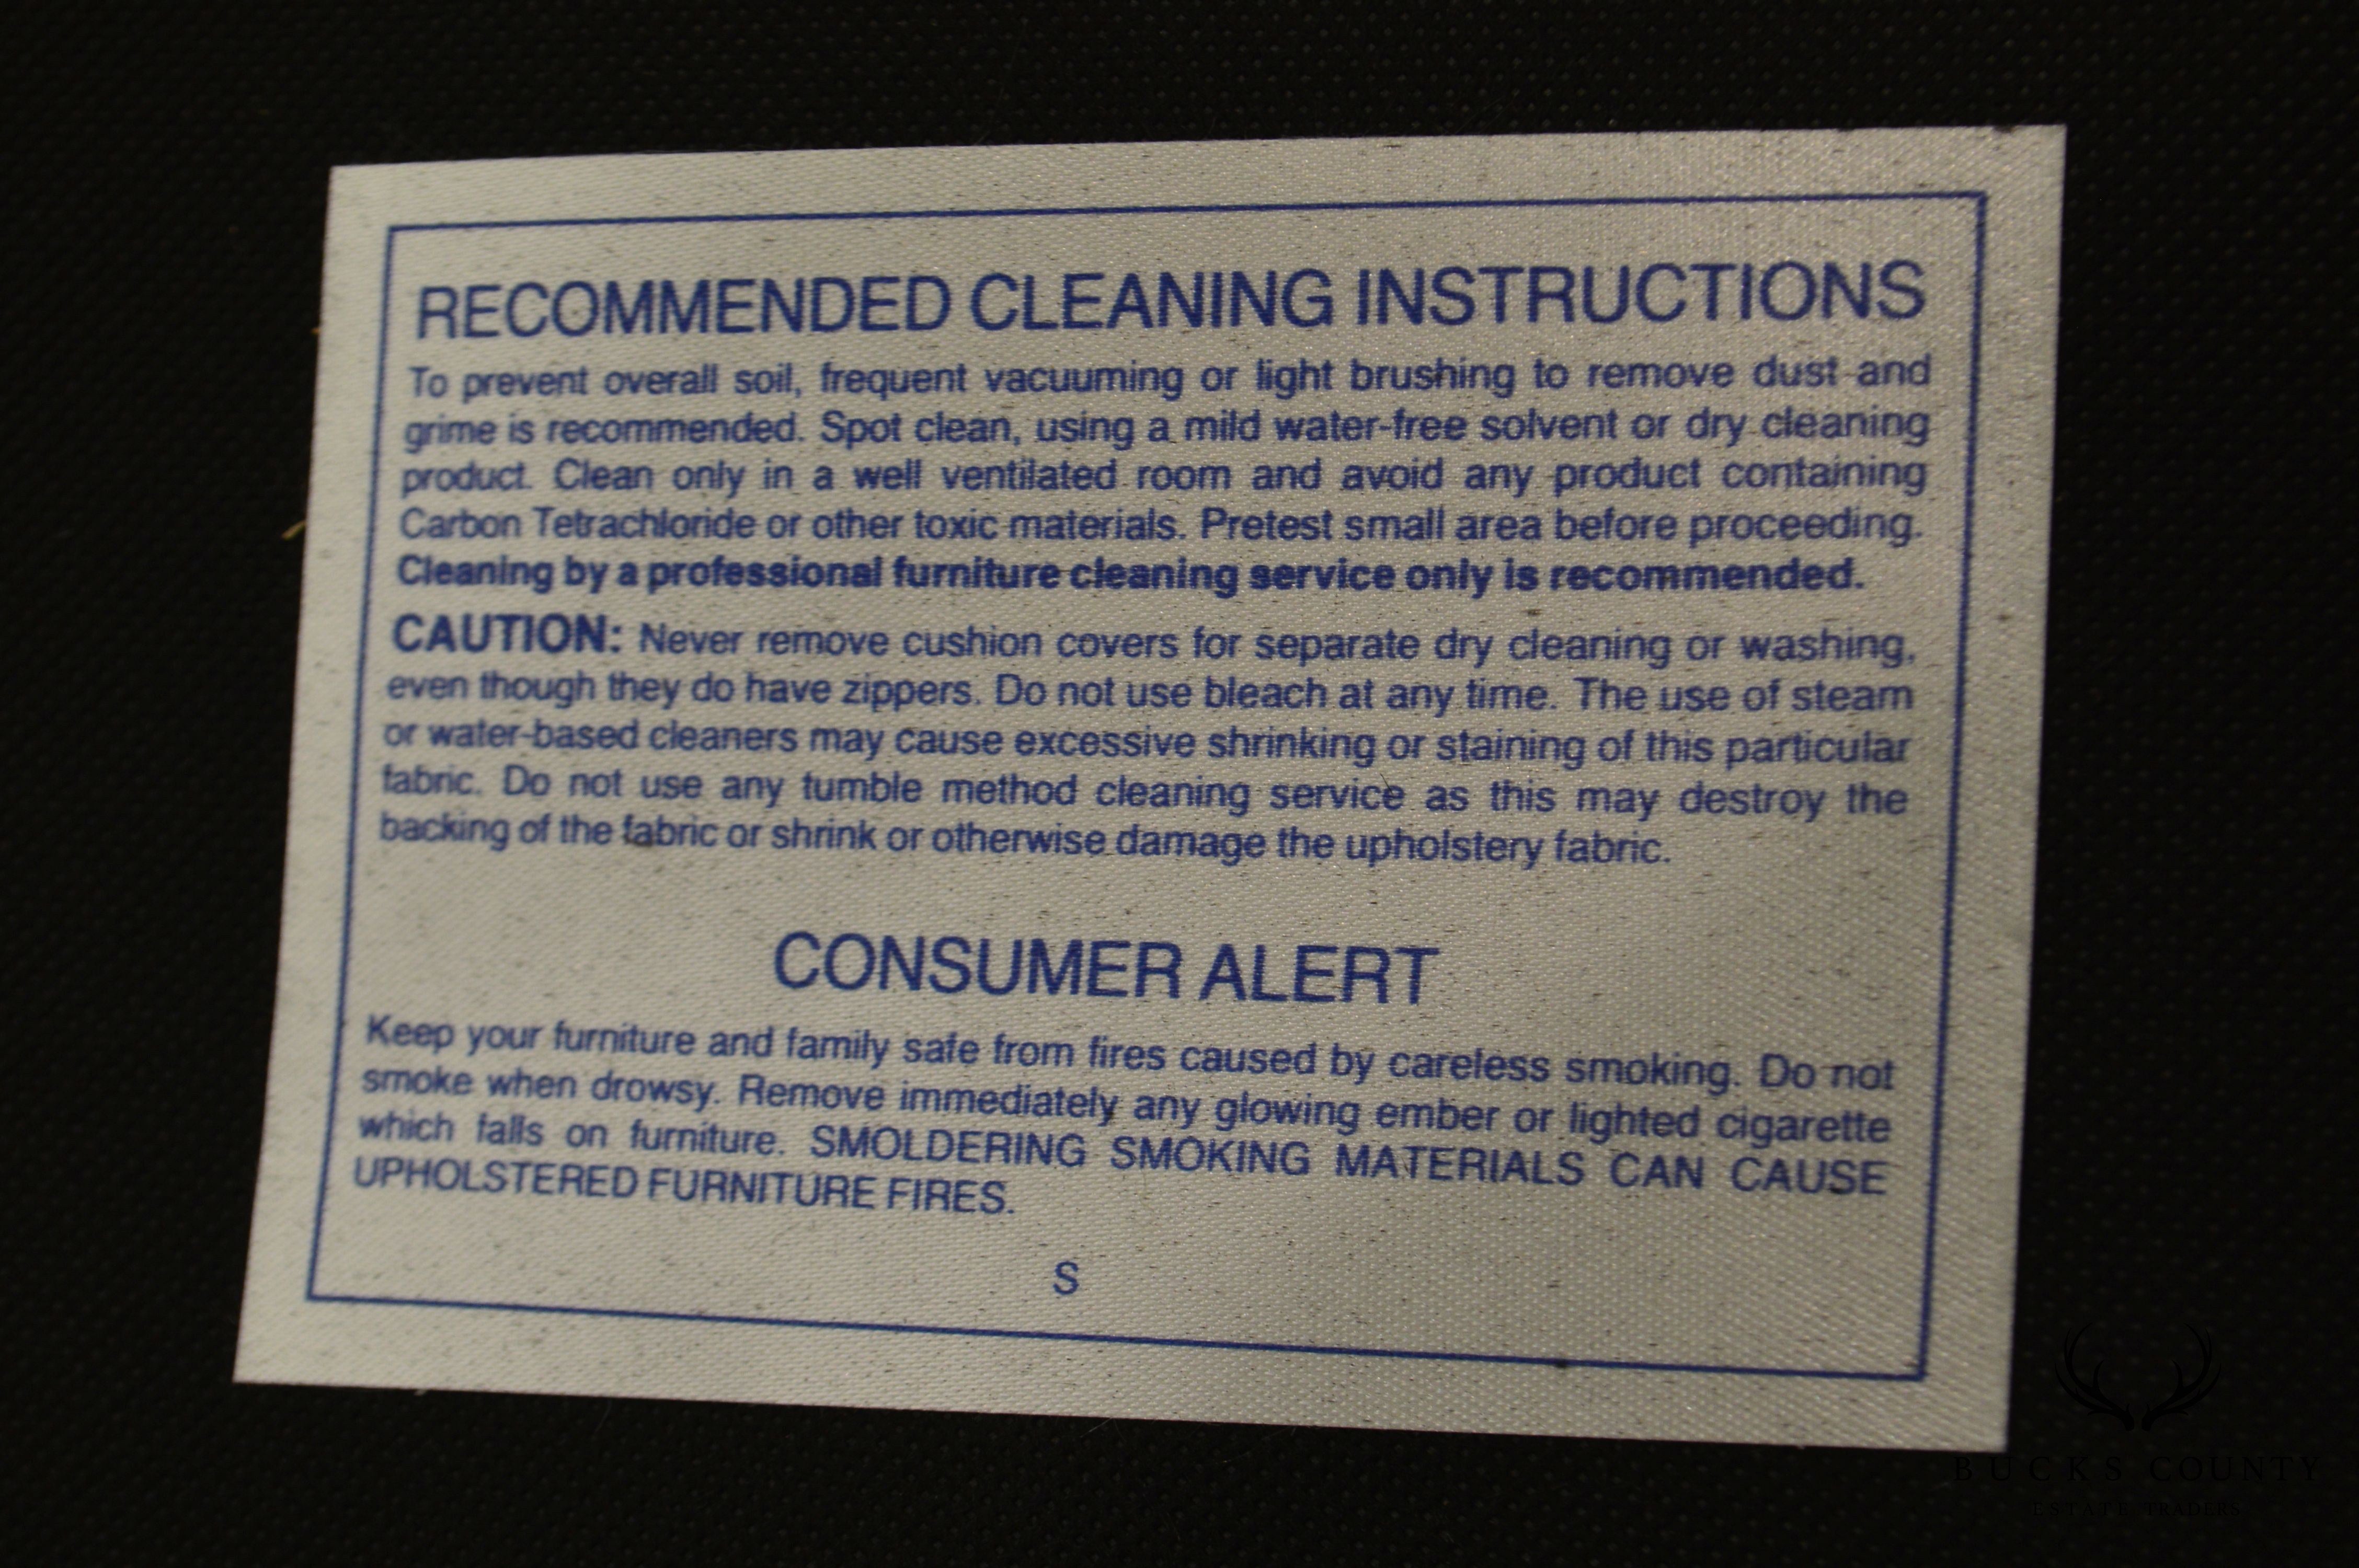 RECOMMENDED CLEANING INSTRUCTIONS
To prevent overall soil, frequent vacuuming or light brushing to remove dust and
grime is recommended. Spot clean, using a mild water-free solvent or dry cleaning
product. Clean only in a well ventilated room and avoid any product containing
Carbon Tetrachloride or other toxic materials. Pretest small area before proceeding.
Cleaning by a professional furniture cleaning service only is recommended.
CAUTION: Never remove cushion covers for separate dry cleaning or washing,
even though they do have zippers. Do not use bleach at any time. The use of steam
or water-based cleaners may cause excessive shrinking or staining of this particular
fabric. Do not use any tumble method cleaning service as this may destroy the
backing of the fabric or shrink or otherwise damage the upholstery fabric.
CONSUMER ALERT
Keep your furniture and family safe from fires caused by careless smoking. Do not
smoke when drowsy. Remove immediately any glowing ember or lighted cigarette
which falls on furniture. SMOLDERING SMOKING MATERIALS CAN CAUSE
UPHOLSTERED FURNITURE FIRES.
S
BUCKS COUNTY
ESTATE TRADERS